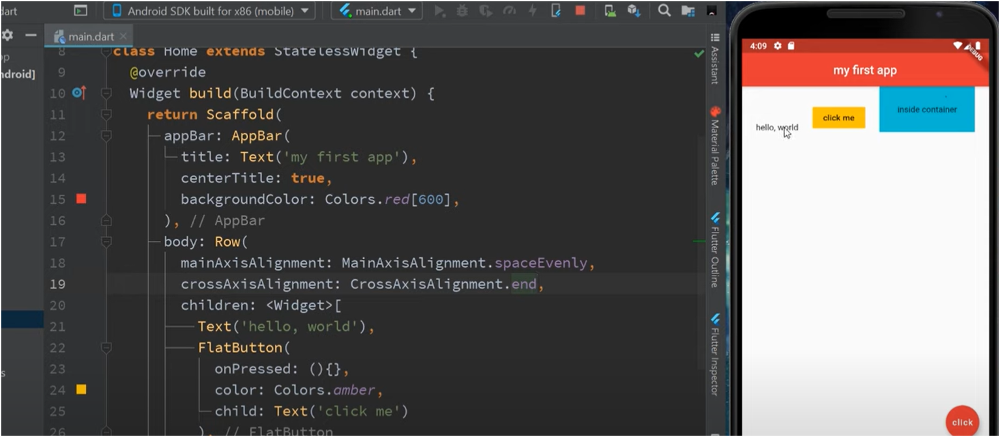 dart
Android SDK built for x86 (mobile)
main.dart
main.dart
8 class Home extends StatelessWidget {
9 @override
10 Widget build(BuildContext context) {
11 return Scaffold(
12 appBar: AppBar(
13 title: Text('my first app'),
14 centerTitle: true,
15 backgroundColor: Colors.red[600],
16 ), // AppBar
17 body: Row(
18 mainAxisAlignment: MainAxisAlignment.spaceEvenly,
19 crossAxisAlignment: CrossAxisAlignment.end,
20 children: <Widget>[
21 Text('hello, world'),
22 FlatButton(
23 onPressed: (){},
24 color: Colors.amber,
25 child: Text('click me')
26 ), // FlatButton
pp
ndroid]
s
Assistant
Material Palette
Flutter Outline
Flutter Inspector
4:09
DEBUG
my first app
hello, world
click me
inside container
click